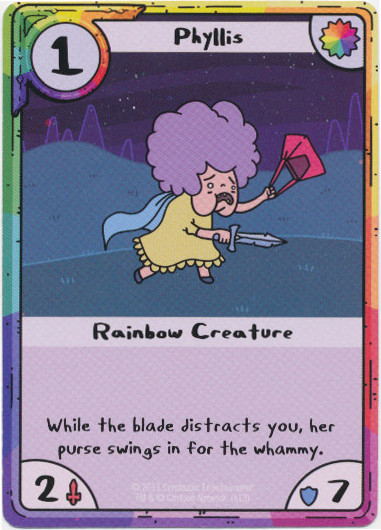 1
Phyllis
Rainbow Creature
While the blade distracts you, her
purse swings in for the whammy.
2
7